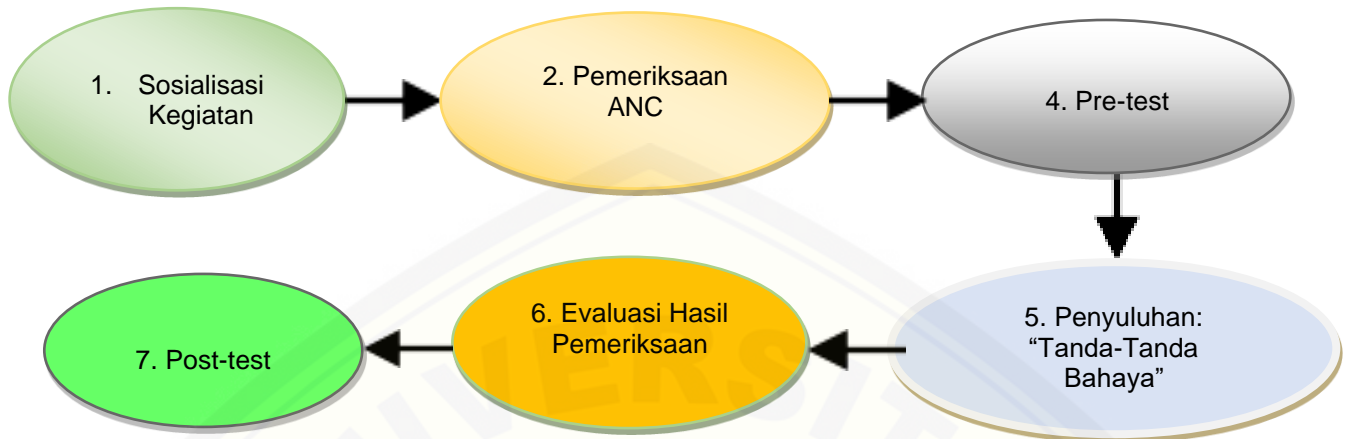 1. Sosialisasi
Kegiatan
2. Pemeriksaan
ANC
4. Pre-test
5. Penyuluhan:
“Tanda-Tanda
Bahaya”
6. Evaluasi Hasil
Pemeriksaan
7. Post-test
IVERSIT